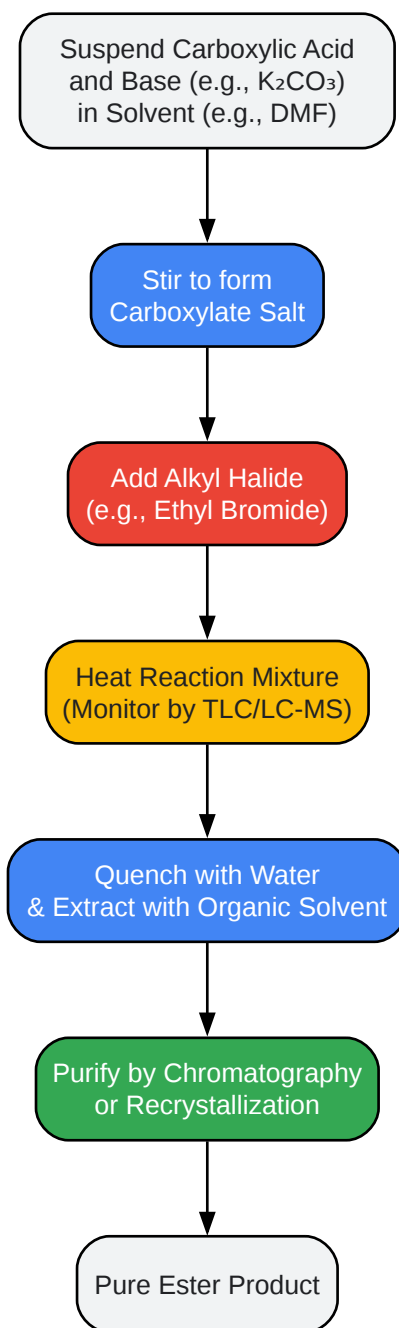 Suspend Carboxylic Acid
and Base (e.g., K₂CO₃)
in Solvent (e.g., DMF)
Stir to form
Carboxylate Salt
Add Alkyl Halide
(e.g., Ethyl Bromide)
Heat Reaction Mixture
(Monitor by TLC/LC-MS)
Quench with Water
& Extract with Organic Solvent
Purify by Chromatography
or Recrystallization
Pure Ester Product